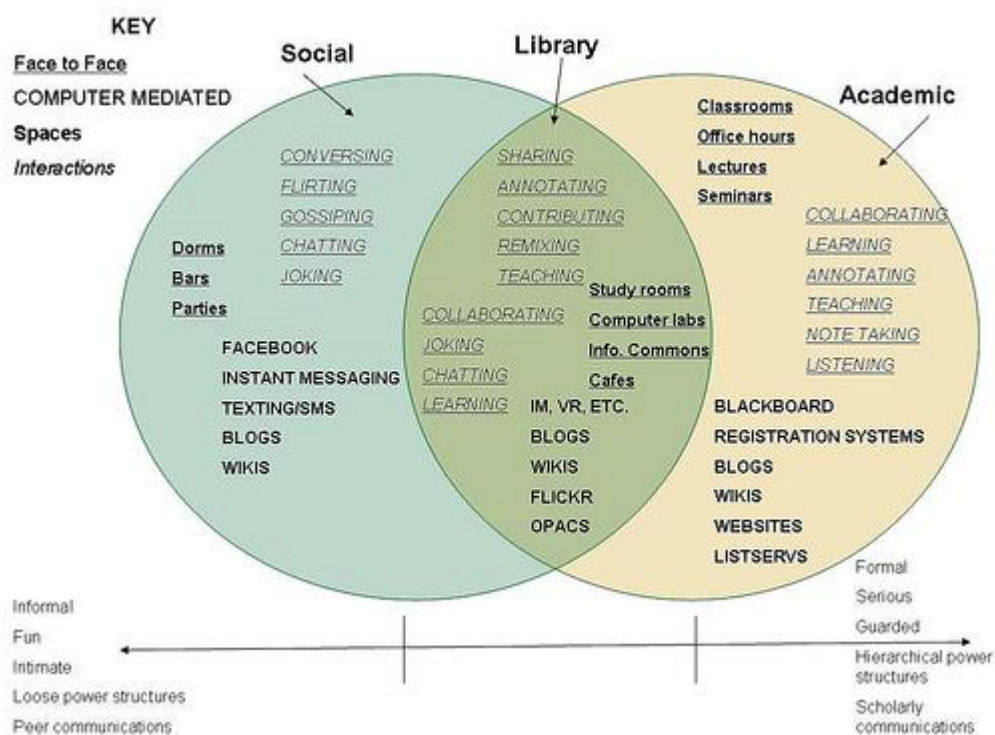 KEY
Face to Face
COMPUTER MEDIATED
Spaces
Interactions
Social
Library
Academic
CONVERSING
FLIRTING
GOSSIPING
CHATTING
JOKING
Dorms
Bars
Parties
FACEBOOK
INSTANT MESSAGING
TEXTING/SMS
BLOGS
WIKIS
SHARING
ANNOTATING
CONTRIBUTING
REMIXING
TEACHING
COLLABORATING
JOKING
CHATTING
LEARNING
Study rooms
Computer labs
Info. Commons
Cafes
IM, VR, ETC.
BLOGS
WIKIS
FLICKR
OPACS
Classrooms
Office hours
Lectures
Seminars
COLLABORATING
LEARNING
ANNOTATING
TEACHING
NOTE TAKING
LISTENING
BLACKBOARD
REGISTRATION SYSTEMS
BLOGS
WIKIS
WEBSITES
LISTSERVS
Informal
Fun
Intimate
Loose power structures
Peer communications
Formal
Serious
Guarded
Hierarchical power
structures
Scholarly
communications